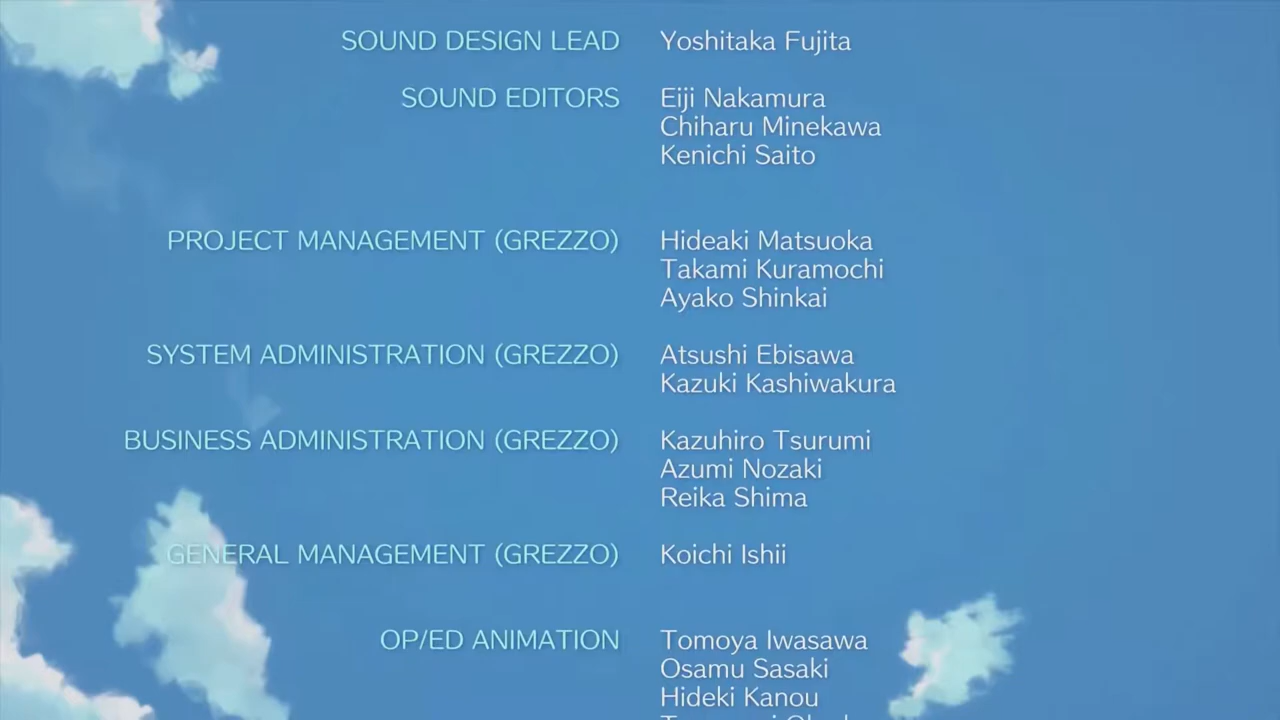 SOUND DESIGN LEAD Yoshitaka Fujita
SOUND EDITORS Eiji Nakamura
Chiharu Minekawa
Kenichi Saito
PROJECT MANAGEMENT (GREZZO) Hideaki Matsuoka
Takami Kuramochi
Ayako Shinkai
SYSTEM ADMINISTRATION (GREZZO) Atsushi Ebisawa
Kazuki Kashiwakura
BUSINESS ADMINISTRATION (GREZZO) Kazuhiro Tsurumi
Azumi Nozaki
Reika Shima
GENERAL MANAGEMENT (GREZZO) Koichi Ishii
OP/ED ANIMATION Tomoya Iwasawa
Osamu Sasaki
Hideki Kanou